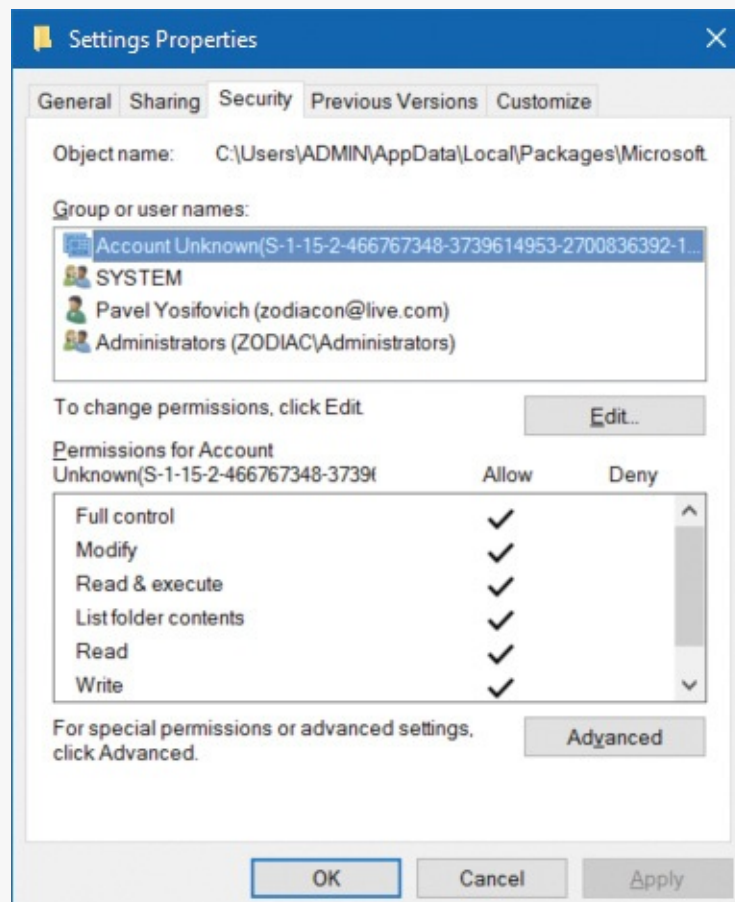 Settings Properties
General Sharing Security Previous Versions Customize
Object name: C:\Users\ADMIN\AppData\Local\Packages\Microsoft.
Group or user names:
Account Unknown(S-1-15-2-466767348-3739614953-2700836392-1...
SYSTEM
Pavel Yosifovich (zodiacon@live.com)
Administrators (ZODIAC\Administrators)
To change permissions, click Edit.
Edit...
Permissions for Account
Unknown(S-1-15-2-466767348-3739(
Allow Deny
Full control
Modify
Read & execute
List folder contents
Read
Write
For special permissions or advanced settings,
click Advanced.
Advanced
OK Cancel Apply